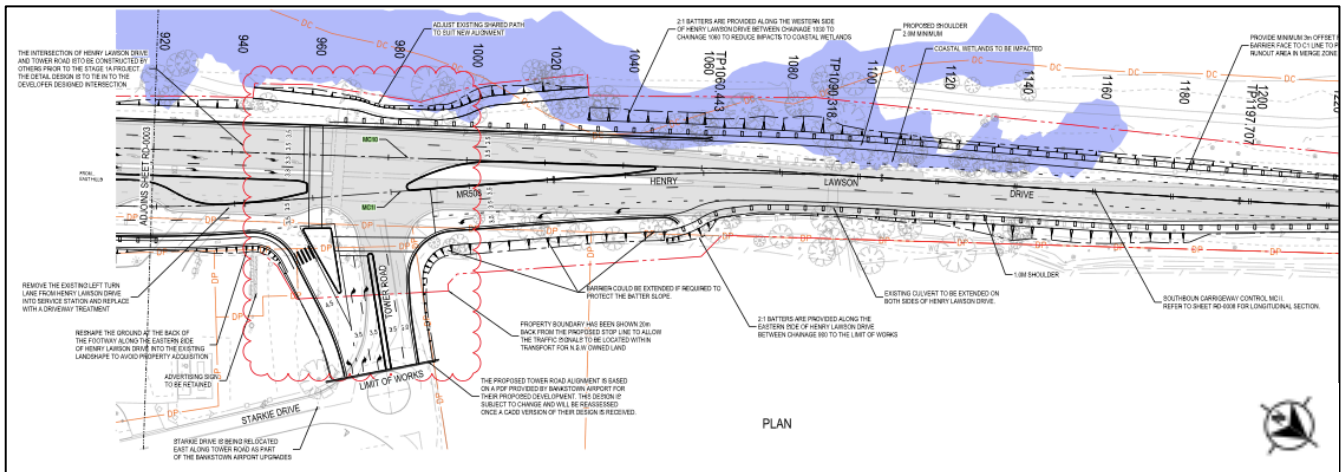 ADJUST EXISTING SHARED PATH
TO SUIT NEW ALIGNMENT
2:1 BATTERS ARE PROVIDED ALONG THE WESTERN SIDE
OF HENRY LAWSON DRIVE BETWEEN CHAINAGE 1030 TO
CHAINAGE 1060 TO REDUCE IMPACTS TO COASTAL WETLANDS
PROPOSED SHOULDER
2.0M MINIMUM
COASTAL WETLANDS TO BE IMPACTED
PROVIDE MINIMUM 3m OFFSET
BARRIER FACE TO C1 LINE TO
RUNOUT AREA IN MERGE ZONE
THE INTERSECTION OF HENRY LAWSON DRIVE
AND TOWER ROAD IS TO BE CONSTRUCTED BY
OTHERS PRIOR TO THE STAGE 1A PROJECT.
THE DETAIL DESIGN IS TO TIE IN TO THE
DEVELOPER DESIGNED INTERSECTION
920
940
960
980
1000
1020
1040
1060
TP1060.443
1080
TP1090.318
1100
1120
1140
1160
1180
1200
TP1197.707
DC
DC
DC
DC
MC10
MC11
FROM
EAST HILLS
ADJOINS SHEET RD-0003
MR508
HENRY
LAWSON
DRIVE
DP
DP
DP
DP
TOWER ROAD
REMOVE THE EXISTING LEFT TURN
LANE FROM HENRY LAWSON DRIVE
INTO SERVICE STATION AND REPLACE
WITH A DRIVEWAY TREATMENT
RESHAPE THE GROUND AT THE BACK OF
THE FOOTWAY ALONG THE EASTERN SIDE
OF HENRY LAWSON DRIVE INTO THE EXISTING
LANDSHAPE TO AVOID PROPERTY ACQUISITION
ADVERTISING SIGN
TO BE RETAINED
LIMIT OF WORKS
STARKIE DRIVE
STARKIE DRIVE IS BEING RELOCATED
EAST ALONG TOWER ROAD AS PART
OF THE BANKSTOWN AIRPORT UPGRADES
BARRIER COULD BE EXTENDED IF REQUIRED TO
PROTECT THE BATTER SLOPE.
PROPERTY BOUNDARY HAS BEEN SHOWN 20m
BACK FROM THE PROPOSED STOP LINE TO ALLOW
THE TRAFFIC SIGNALS TO BE LOCATED WITHIN
TRANSPORT FOR N.S.W OWNED LAND
THE PROPOSED TOWER ROAD ALIGNMENT IS BASED
ON A PDF PROVIDED BY BANKSTOWN AIRPORT FOR
THEIR PROPOSED DEVELOPMENT. THIS DESIGN IS
SUBJECT TO CHANGE AND WILL BE REASSESSED
ONCE A CADD VERSION OF THEIR DESIGN IS RECEIVED.
2:1 BATTERS ARE PROVIDED ALONG THE
EASTERN SIDE OF HENRY LAWSON DRIVE
BETWEEN CHAINAGE 990 TO THE LIMIT OF WORKS
EXISTING CULVERT TO BE EXTENDED ON
BOTH SIDES OF HENRY LAWSON DRIVE.
1.0M SHOULDER
SOUTHBOUN CARRIGEWAY CONTROL MC11.
REFER TO SHEET RD-0008 FOR LONGITUDINAL SECTION.
PLAN